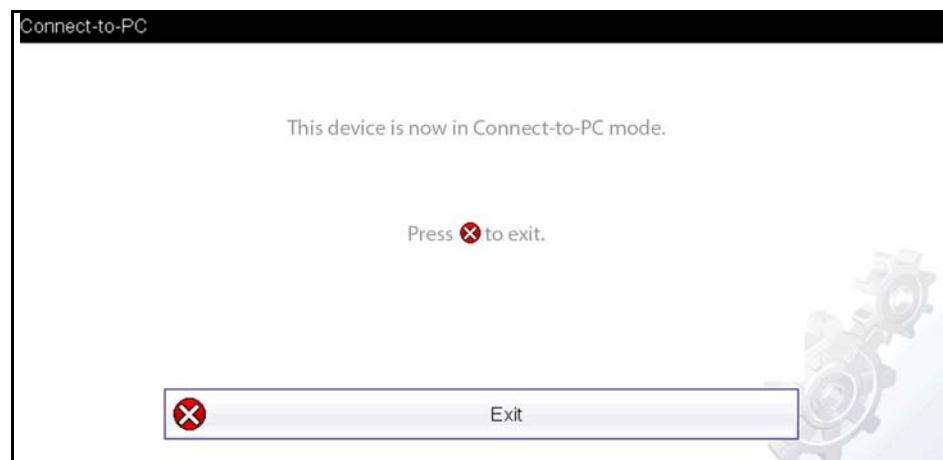 Connect-to-PC
This device is now in Connect-to-PC mode.
Press to exit.
Exit